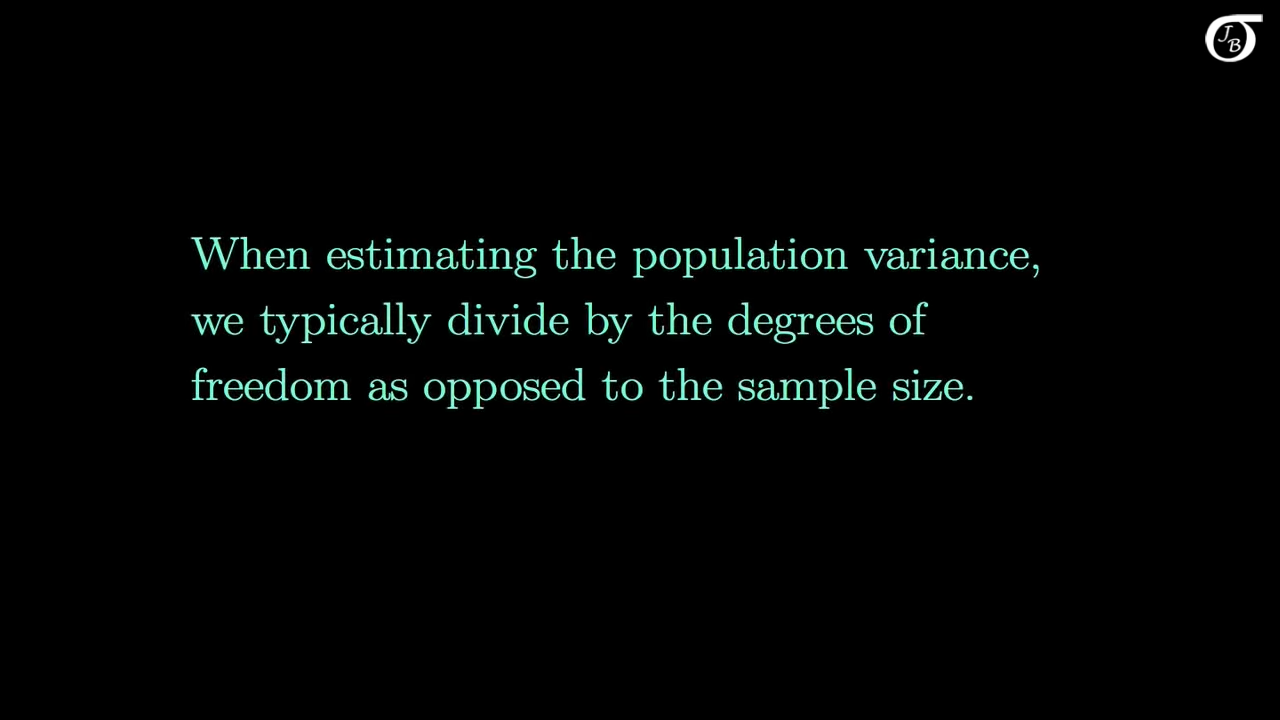 JB
When estimating the population variance,
we typically divide by the degrees of
freedom as opposed to the sample size.